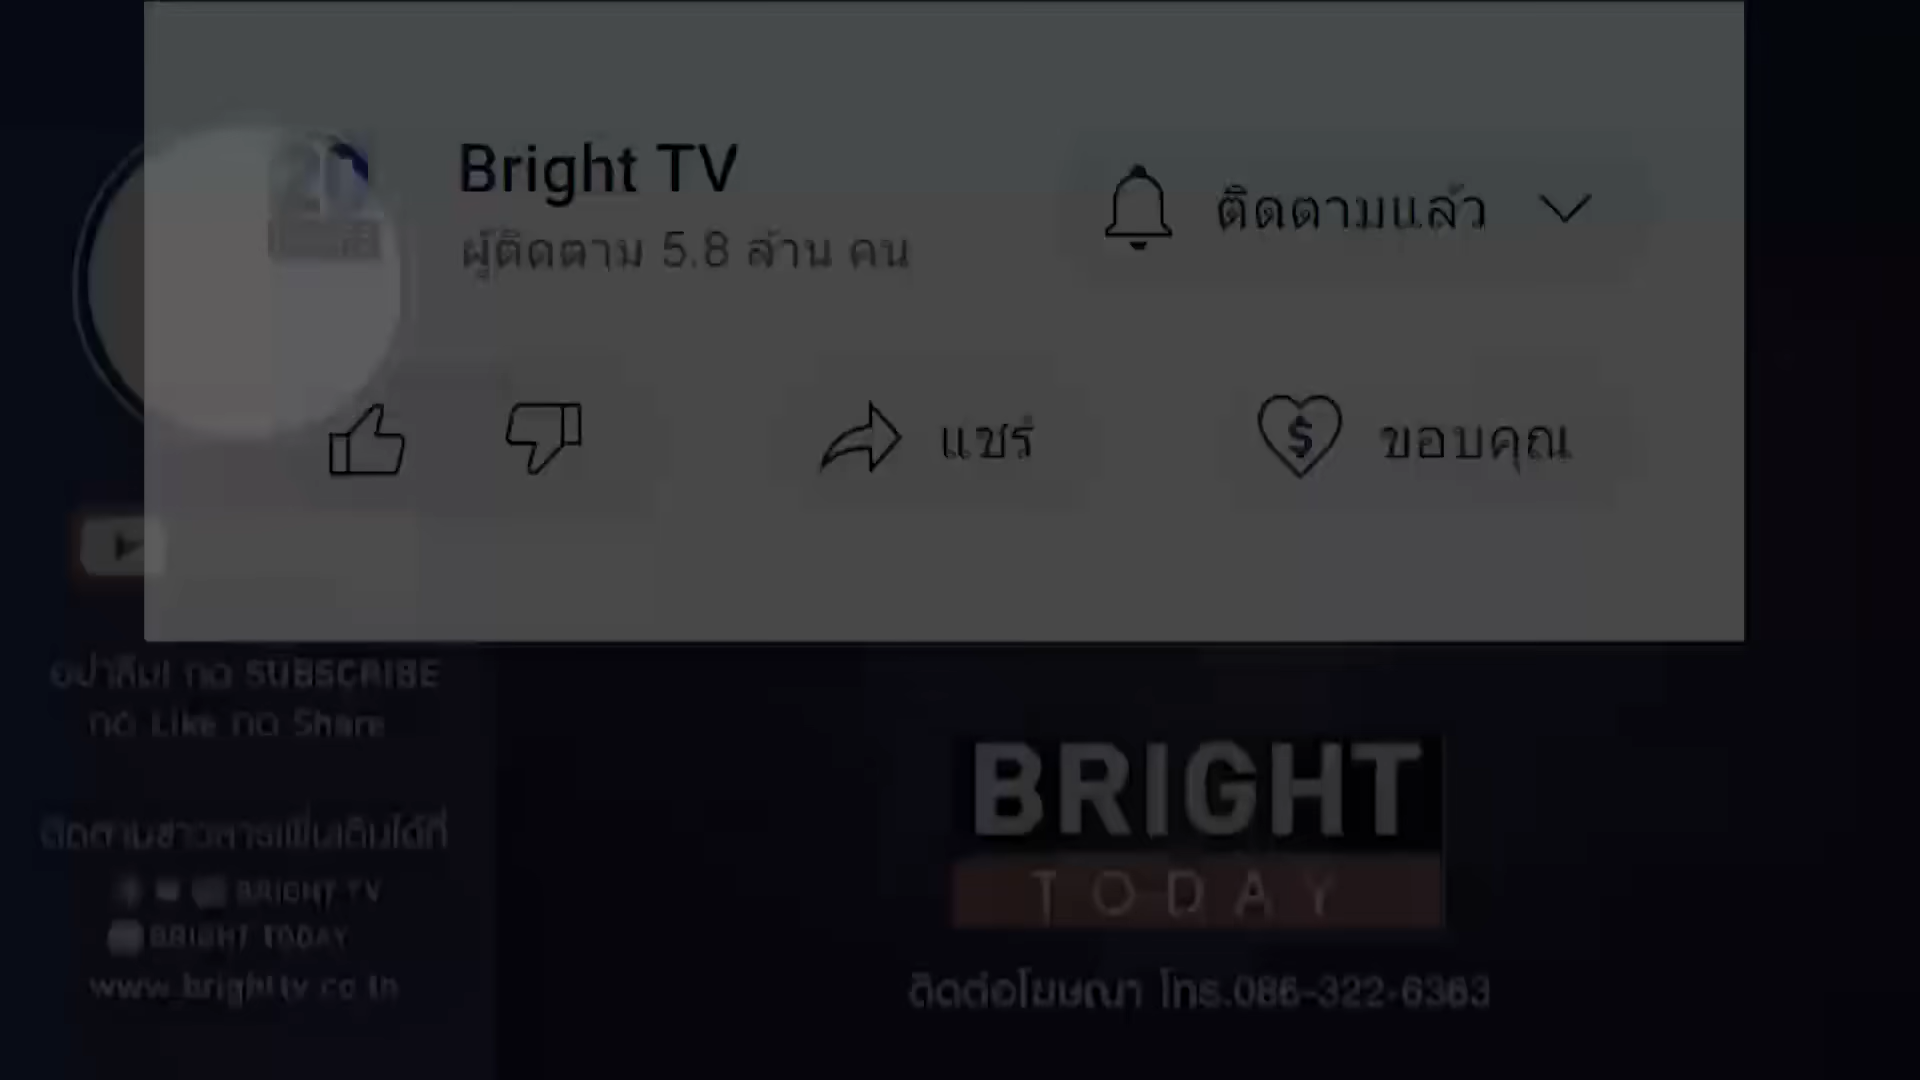 20
Bright TV
ผู้ติดตาม 5.8 ล้าน คน
ติดตามแล้ว
แชร์
$ ขอบคุณ
อย่าลืม! กด SUBSCRIBE
กด Like กด Share
ติดตามข่าวสารเพิ่มเติมได้ที่
BRIGHT TV
BRIGHT TODAY
www.brighttv.co.th
BRIGHT
TODAY
ติดต่อโฆษณา โทร.086-322-6363